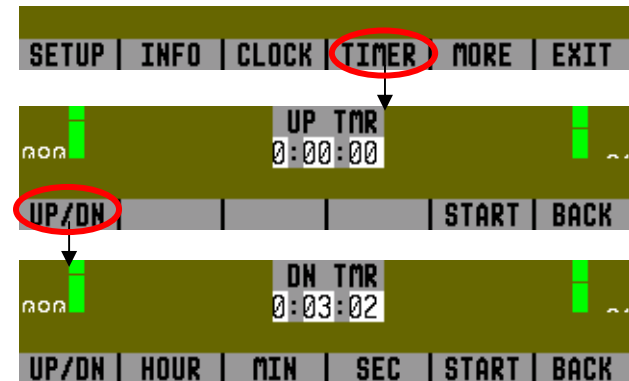 SETUP INFO CLOCK TIMER MORE EXIT
UP TMR
0:00:00
UP/DN START BACK
DN TMR
0:03:02
UP/DN HOUR MIN SEC START BACK